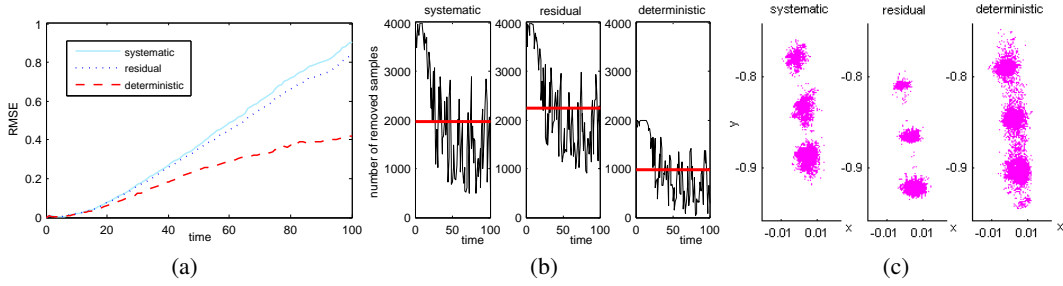 1
0.8
0.6
0.4
0.2
0
RMSE
systematic
residual
deterministic
0 20 40 60 80 100
time
(a)
systematic residual deterministic
number of removed samples
4000 4000 4000
3000 3000 3000
2000 2000 2000
1000 1000 1000
0 0 0
0 50 100 0 50 100 0 50 100
time time time
(b)
systematic residual deterministic
y
-0.8 -0.8 -0.8
-0.9 -0.9 -0.9
-0.01 0.01 x -0.01 0.01 x -0.01 0.01 x
(c)